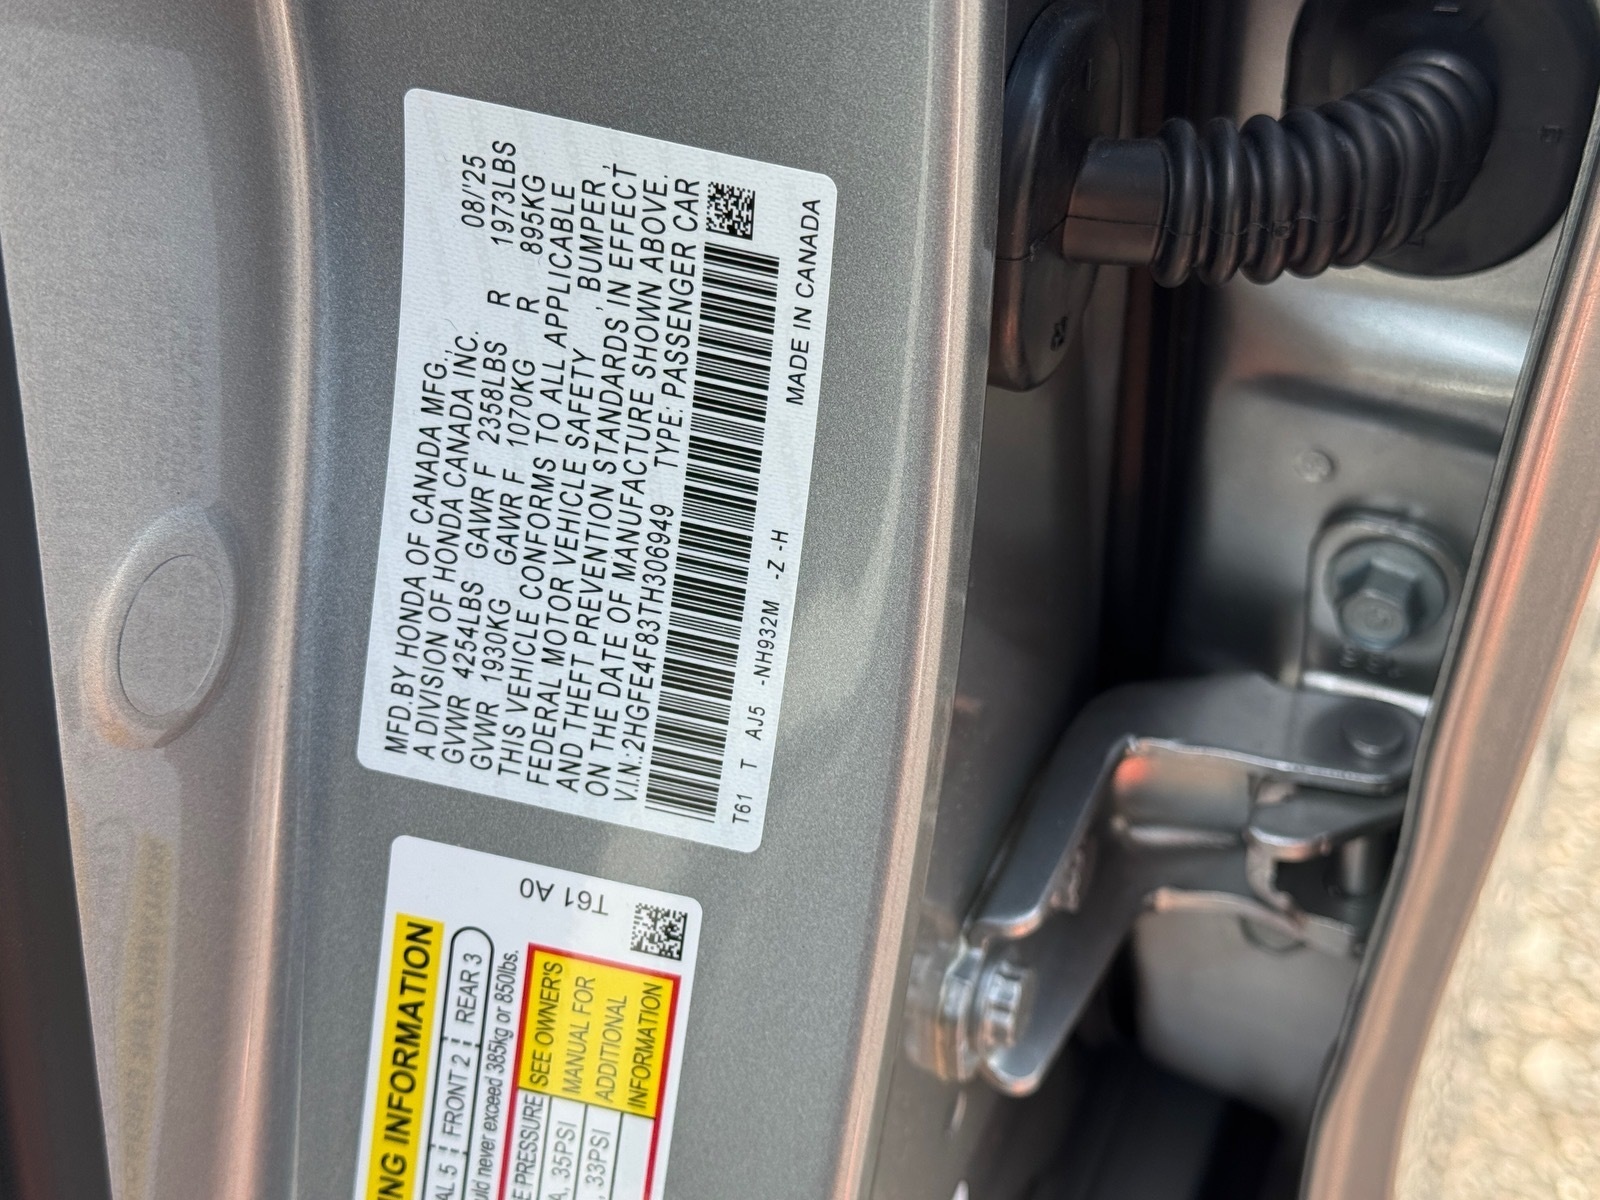 MFD.BY HONDA OF CANADA MFG.,
A DIVISION OF HONDA CANADA INC. 08/'25
GVWR 4254LBS GAWR F 2358LBS R 1973LBS
GVWR 1930KG GAWR F 1070KG R 895KG
THIS VEHICLE CONFORMS TO ALL APPLICABLE
FEDERAL MOTOR VEHICLE SAFETY , BUMPER ,
AND THEFT PREVENTION STANDARDS IN EFFECT
ON THE DATE OF MANUFACTURE SHOWN ABOVE.
V.I.N.:2HGFE4F83TH306949 TYPE: PASSENGER CAR
T61 T AJ5 -NH932M -Z -H MADE IN CANADA
T61 A0
NG INFORMATION
AL 5 FRONT 2 REAR 3
uld never exceed 385kg or 850lbs.
E PRESSURE SEE OWNER'S
MANUAL FOR
ADDITIONAL
INFORMATION
, 35PSI
, 33PSI